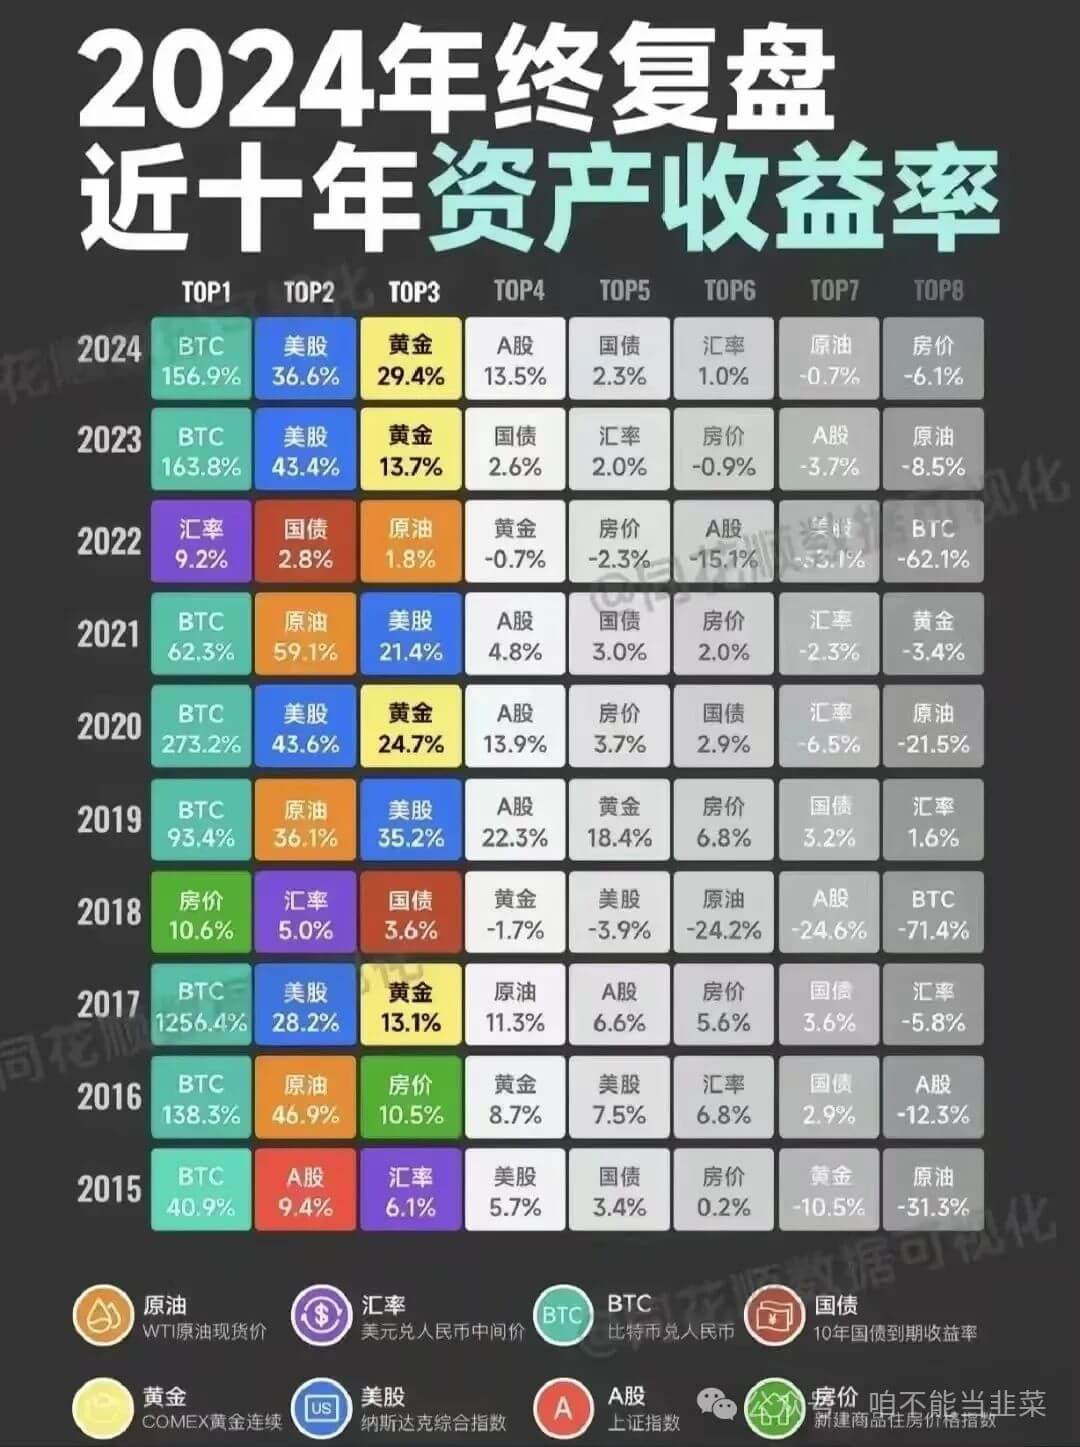 2024年终复盘
近十年资产收益率
TOP1 TOP2 TOP3 TOP4 TOP5 TOP6 TOP7 TOP8
2024
BTC 美股 黄金 A股 国债 汇率 原油 房价
156.9% 36.6% 29.4% 13.5% 2.3% 1.0% -0.7% -6.1%
2023
BTC 美股 黄金 国债 汇率 房价 A股 原油
163.8% 43.4% 13.7% 2.6% 2.0% -0.9% -3.7% -8.5%
2022
汇率 国债 原油 黄金 房价 A股 美股 BTC
9.2% 2.8% 1.8% -0.7% -2.3% -15.1% -33.1% -62.1%
2021
BTC 原油 美股 A股 国债 房价 汇率 黄金
62.3% 59.1% 21.4% 4.8% 3.0% 2.0% -2.3% -3.4%
2020
BTC 美股 黄金 A股 房价 国债 汇率 原油
273.2% 43.6% 24.7% 13.9% 3.7% 2.9% -6.5% -21.5%
2019
BTC 原油 美股 A股 黄金 房价 国债 汇率
93.4% 36.1% 35.2% 22.3% 18.4% 6.8% 3.2% 1.6%
2018
房价 汇率 国债 黄金 美股 原油 A股 BTC
10.6% 5.0% 3.6% -1.7% -3.9% -24.2% -24.6% -71.4%
2017
BTC 美股 黄金 原油 A股 房价 国债 汇率
1256.4% 28.2% 13.1% 11.3% 6.6% 5.6% 3.6% -5.8%
2016
BTC 原油 房价 黄金 美股 汇率 国债 A股
138.3% 46.9% 10.5% 8.7% 7.5% 6.8% 2.9% -12.3%
2015
BTC A股 汇率 美股 国债 房价 黄金 原油
40.9% 9.4% 6.1% 5.7% 3.4% 0.2% -10.5% -31.3%
@同花顺数据可视化
同花顺数据可视化
@同花顺数据可视化
原油 汇率 BTC BTC 国债
WTI原油现货价 美元兑人民币中间价 比特币兑人民币 10年国债到期收益率
黄金 US 美股 A A股 房价
COMEX黄金连续 纳斯达克综合指数 上证指数 新建商品住房价格指数
公众号 · 咱不能当韭菜